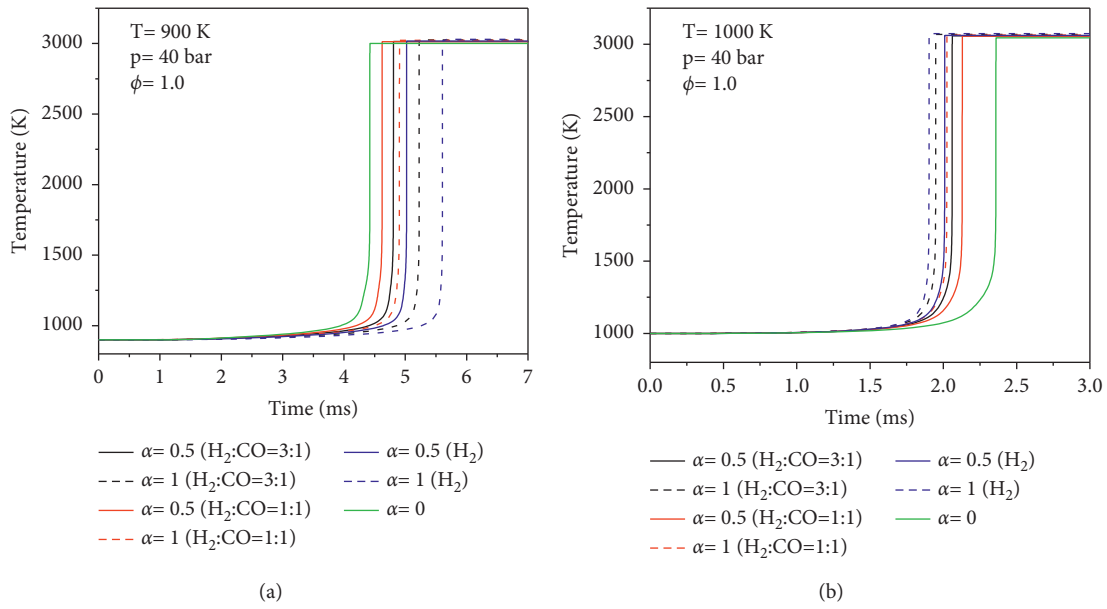 T= 900 K
p= 40 bar
ϕ= 1.0
3000
2500
2000
1500
1000
Temperature (K)
0 1 2 3 4 5 6 7
Time (ms)
α= 0.5 (H₂:CO=3:1)
α= 1 (H₂:CO=3:1)
α= 0.5 (H₂:CO=1:1)
α= 1 (H₂:CO=1:1)
α= 0.5 (H₂)
α= 1 (H₂)
α= 0
(a)
T= 1000 K
p= 40 bar
ϕ= 1.0
3000
2500
2000
1500
1000
Temperature (K)
0.0 0.5 1.0 1.5 2.0 2.5 3.0
Time (ms)
α= 0.5 (H₂:CO=3:1)
α= 1 (H₂:CO=3:1)
α= 0.5 (H₂:CO=1:1)
α= 1 (H₂:CO=1:1)
α= 0.5 (H₂)
α= 1 (H₂)
α= 0
(b)